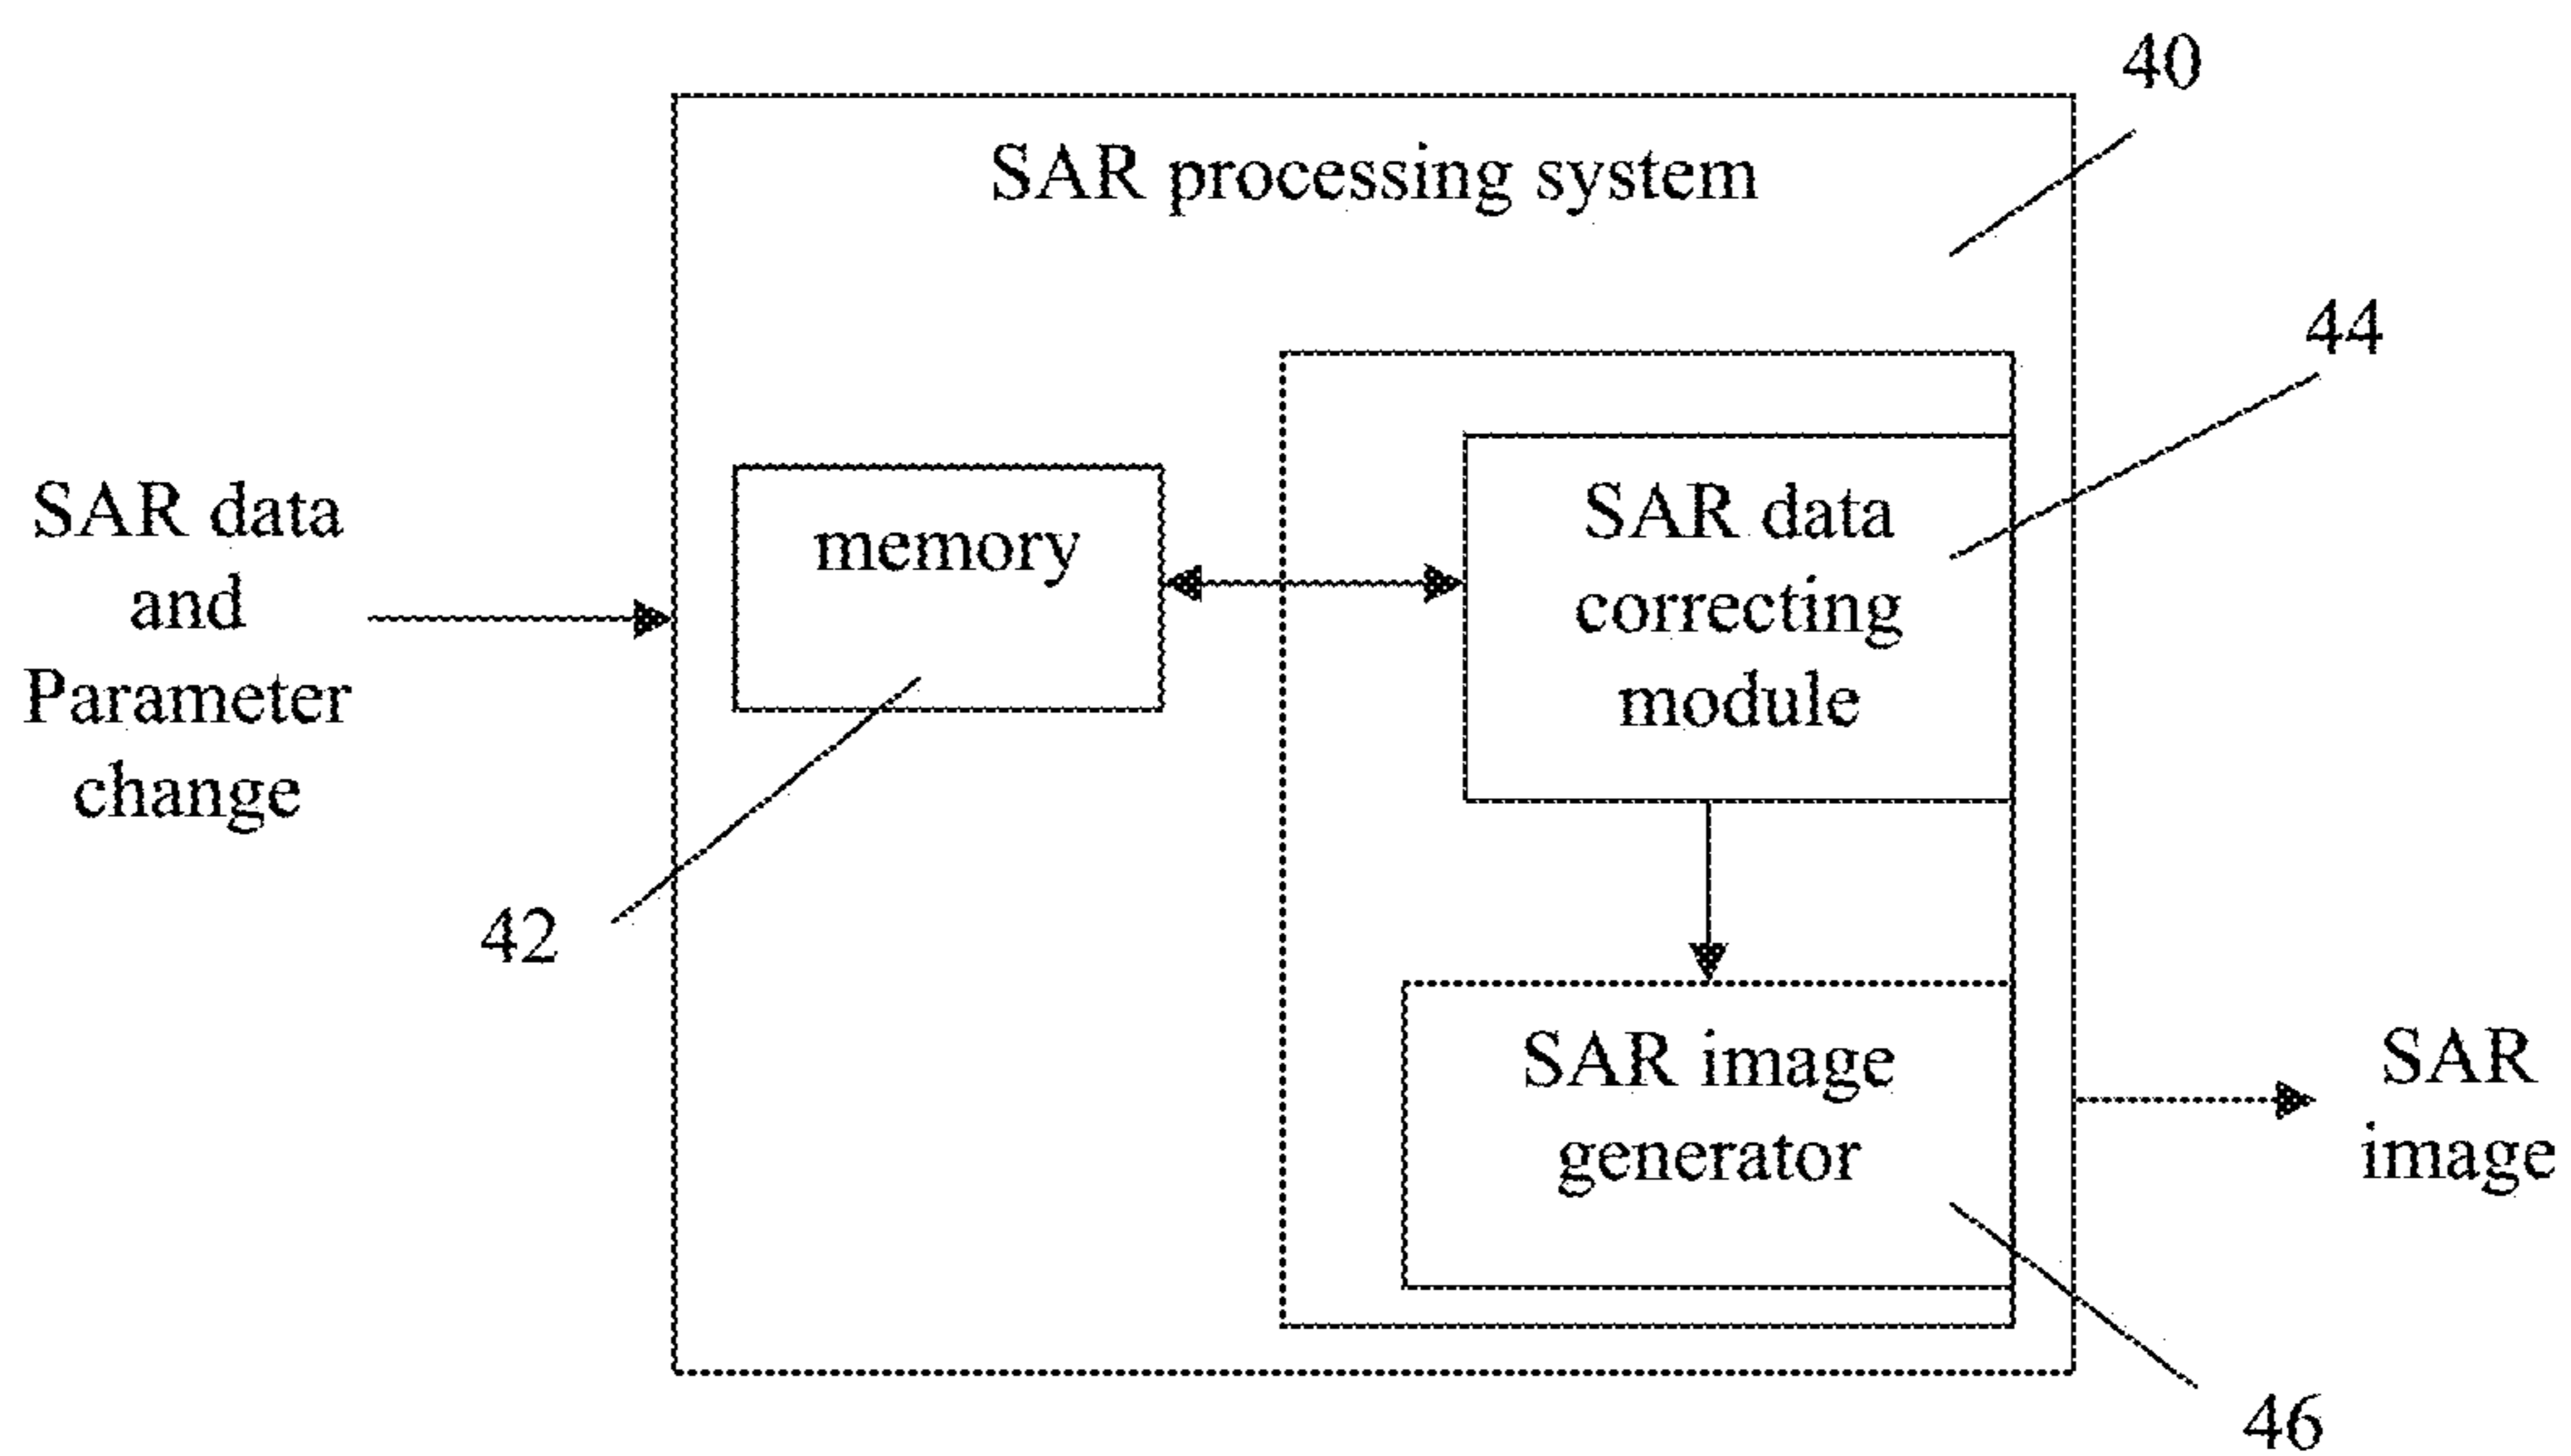 40
SAR processing system
44
SAR data
and
Parameter
change
memory
SAR data
correcting
module
42
SAR image
generator
SAR
image
46